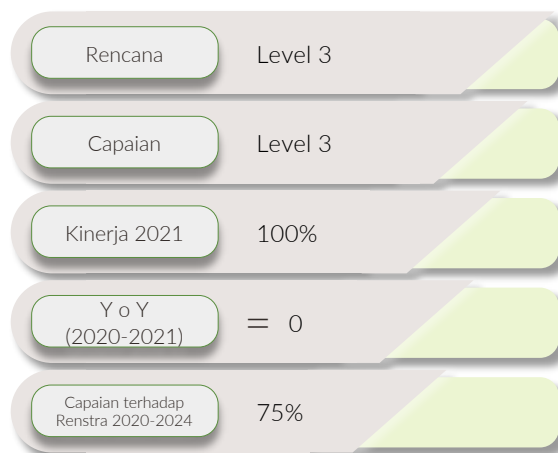 Rencana
Level 3
Capaian
Level 3
Kinerja 2021
100%
Y o Y
(2020-2021)
= 0
Capaian terhadap
Renstra 2020-2024
75%